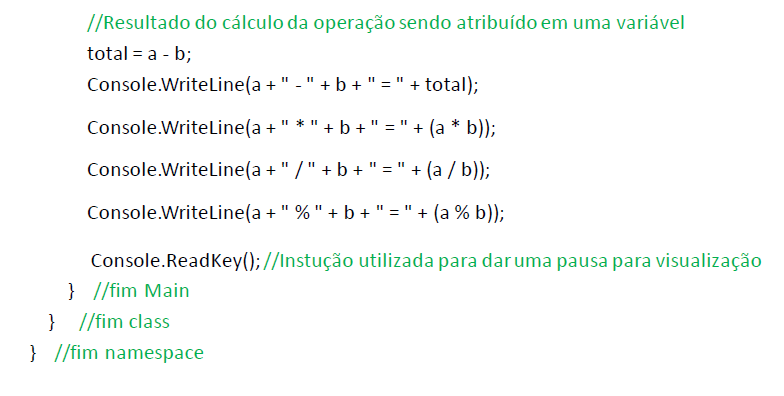 //Resultado do cálculo da operação sendo atribuído em uma variável
total = a - b;
Console.WriteLine(a + " - " + b + " = " + total);
Console.WriteLine(a + " * " + b + " = " + (a * b));
Console.WriteLine(a + " / " + b + " = " + (a / b));
Console.WriteLine(a + " % " + b + " = " + (a % b));
Console.ReadKey(); //Instução utilizada para dar uma pausa para visualização
} //fim Main
} //fim class
} //fim namespace